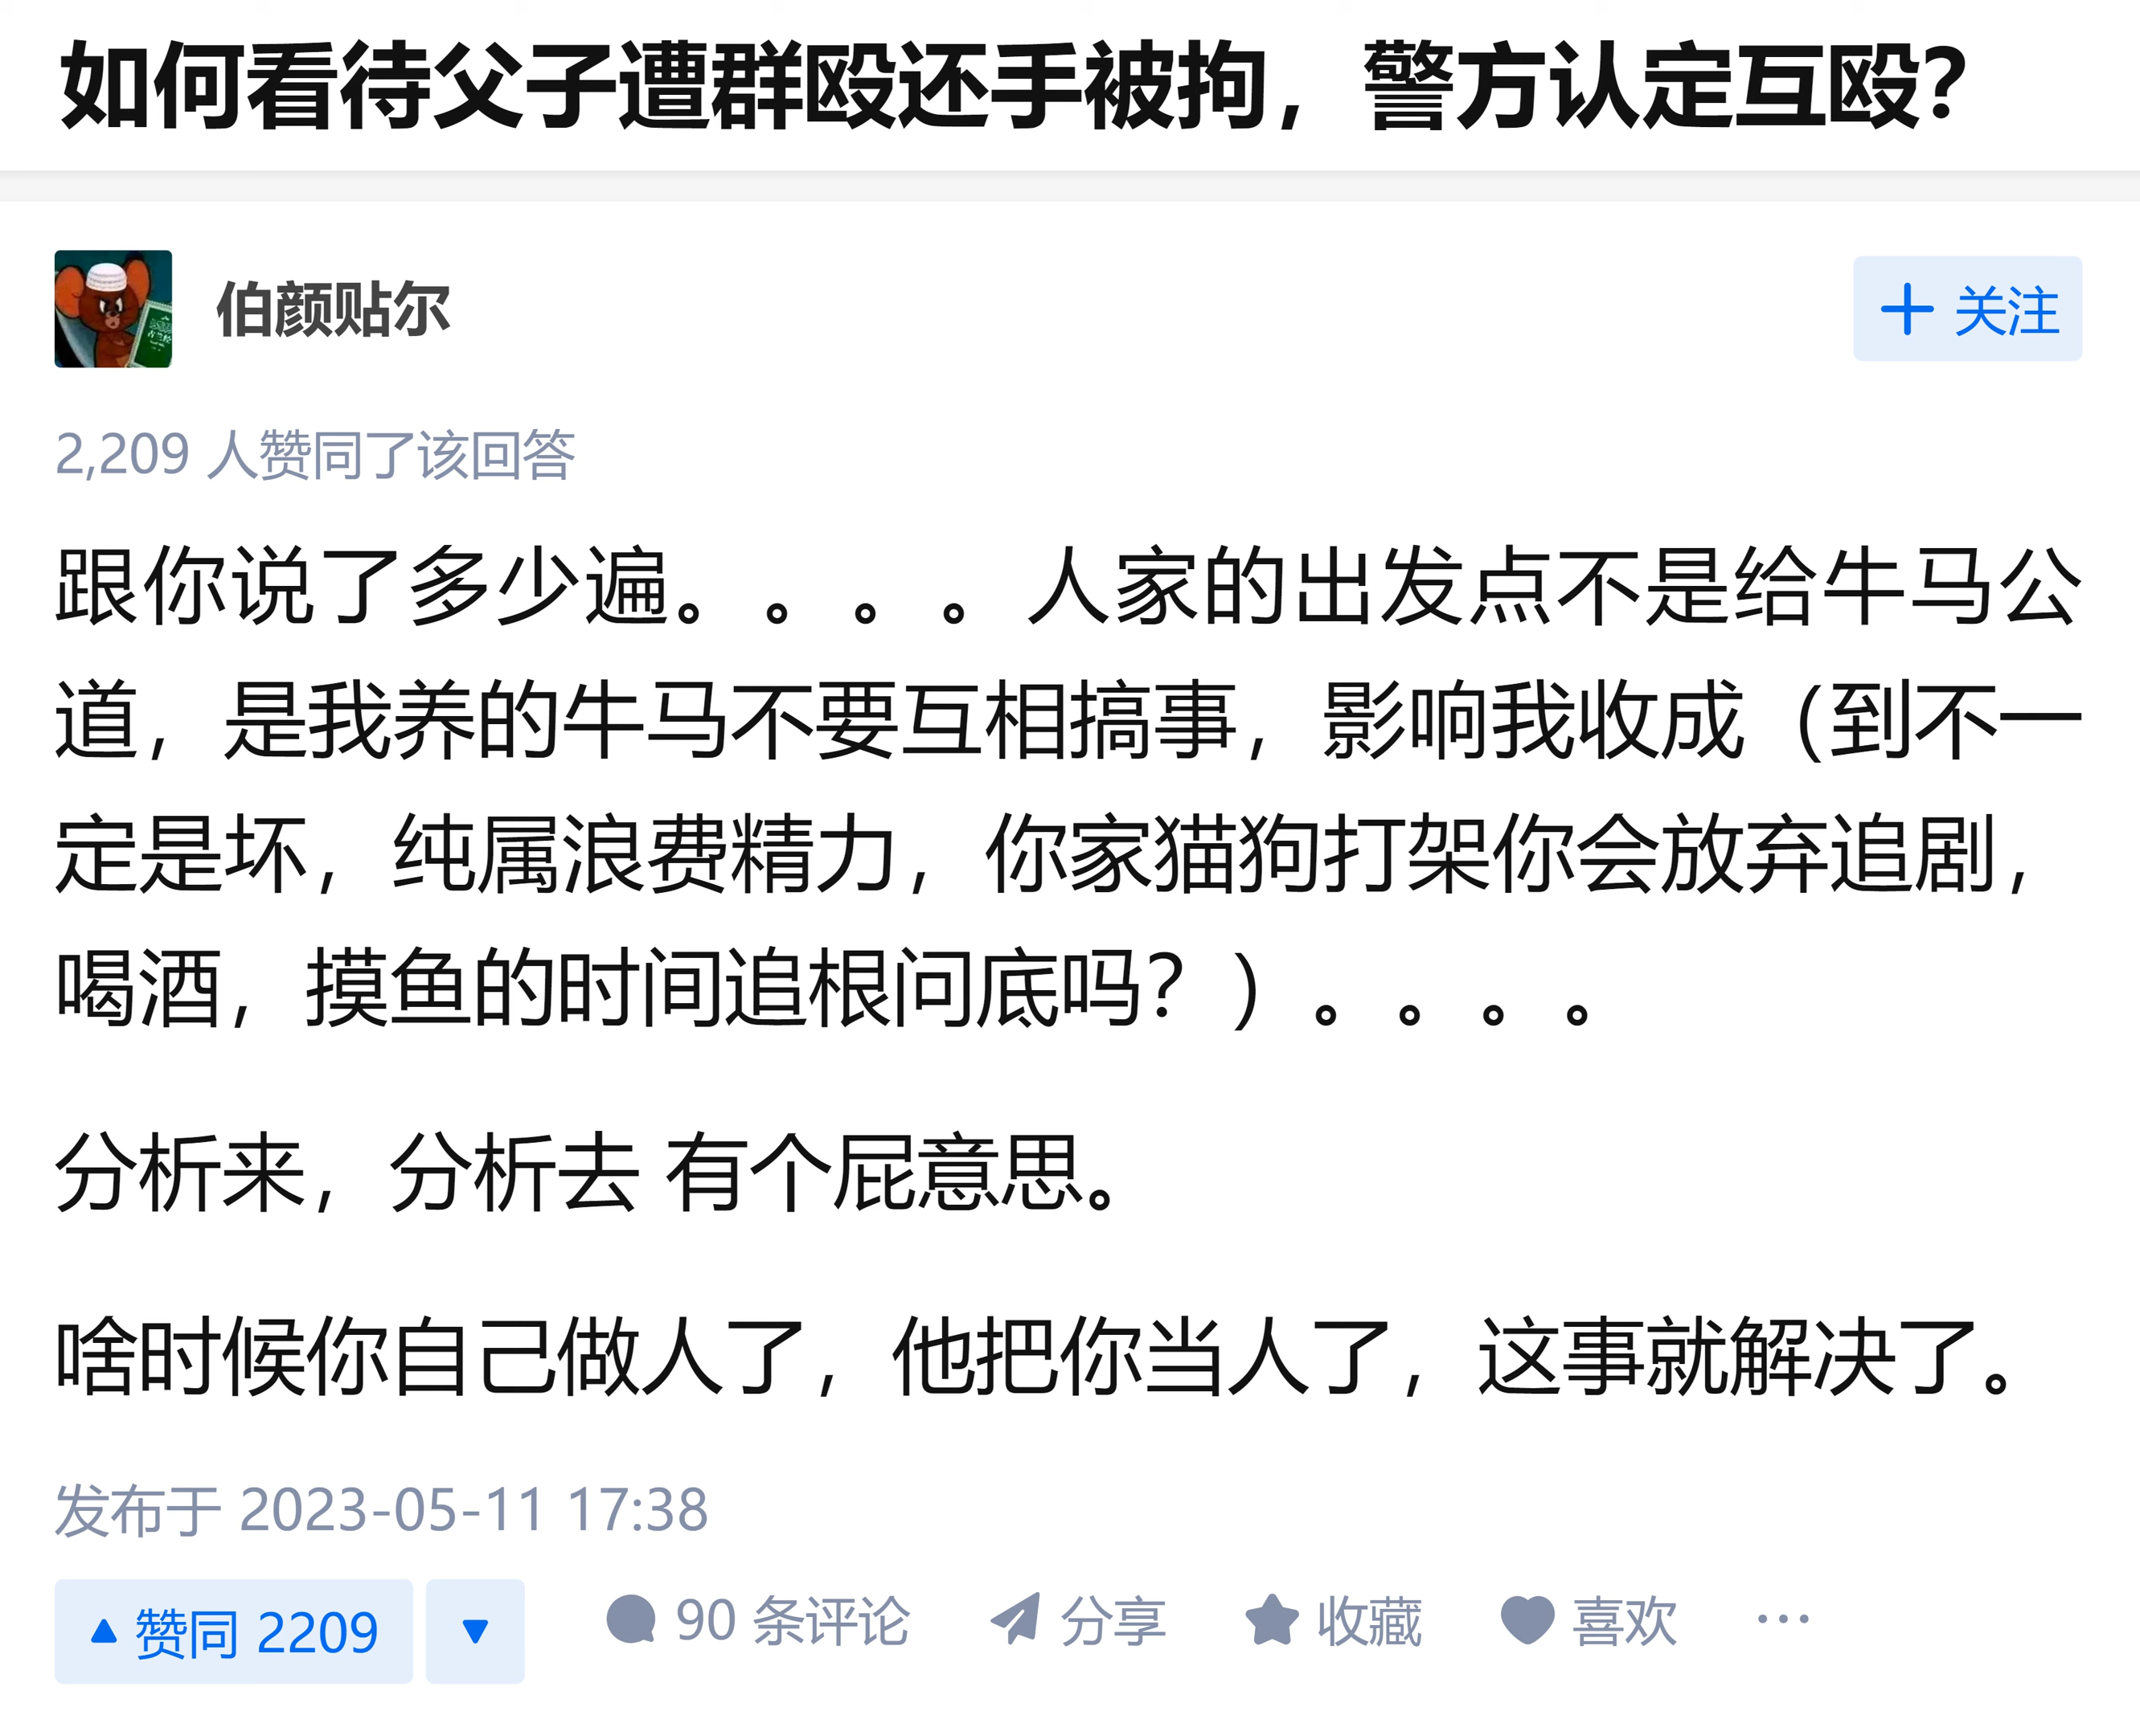 如何看待父子遭群殴还手被拘，警方认定互殴？
伯颜贴尔
关注
2,209 人赞同了该回答
跟你说了多少遍。。。。人家的出发点不是给牛马公
道，是我养的牛马不要互相搞事，影响我收成（到不一
定是坏，纯属浪费精力，你家猫狗打架你会放弃追剧，
喝酒，摸鱼的时间追根问底吗？）。。。。
分析来，分析去 有个屁意思。
啥时候你自己做人了，他把你当人了，这事就解决了。
发布于 2023-05-11 17:38
赞同 2209
90 条评论
分享
收藏
喜欢